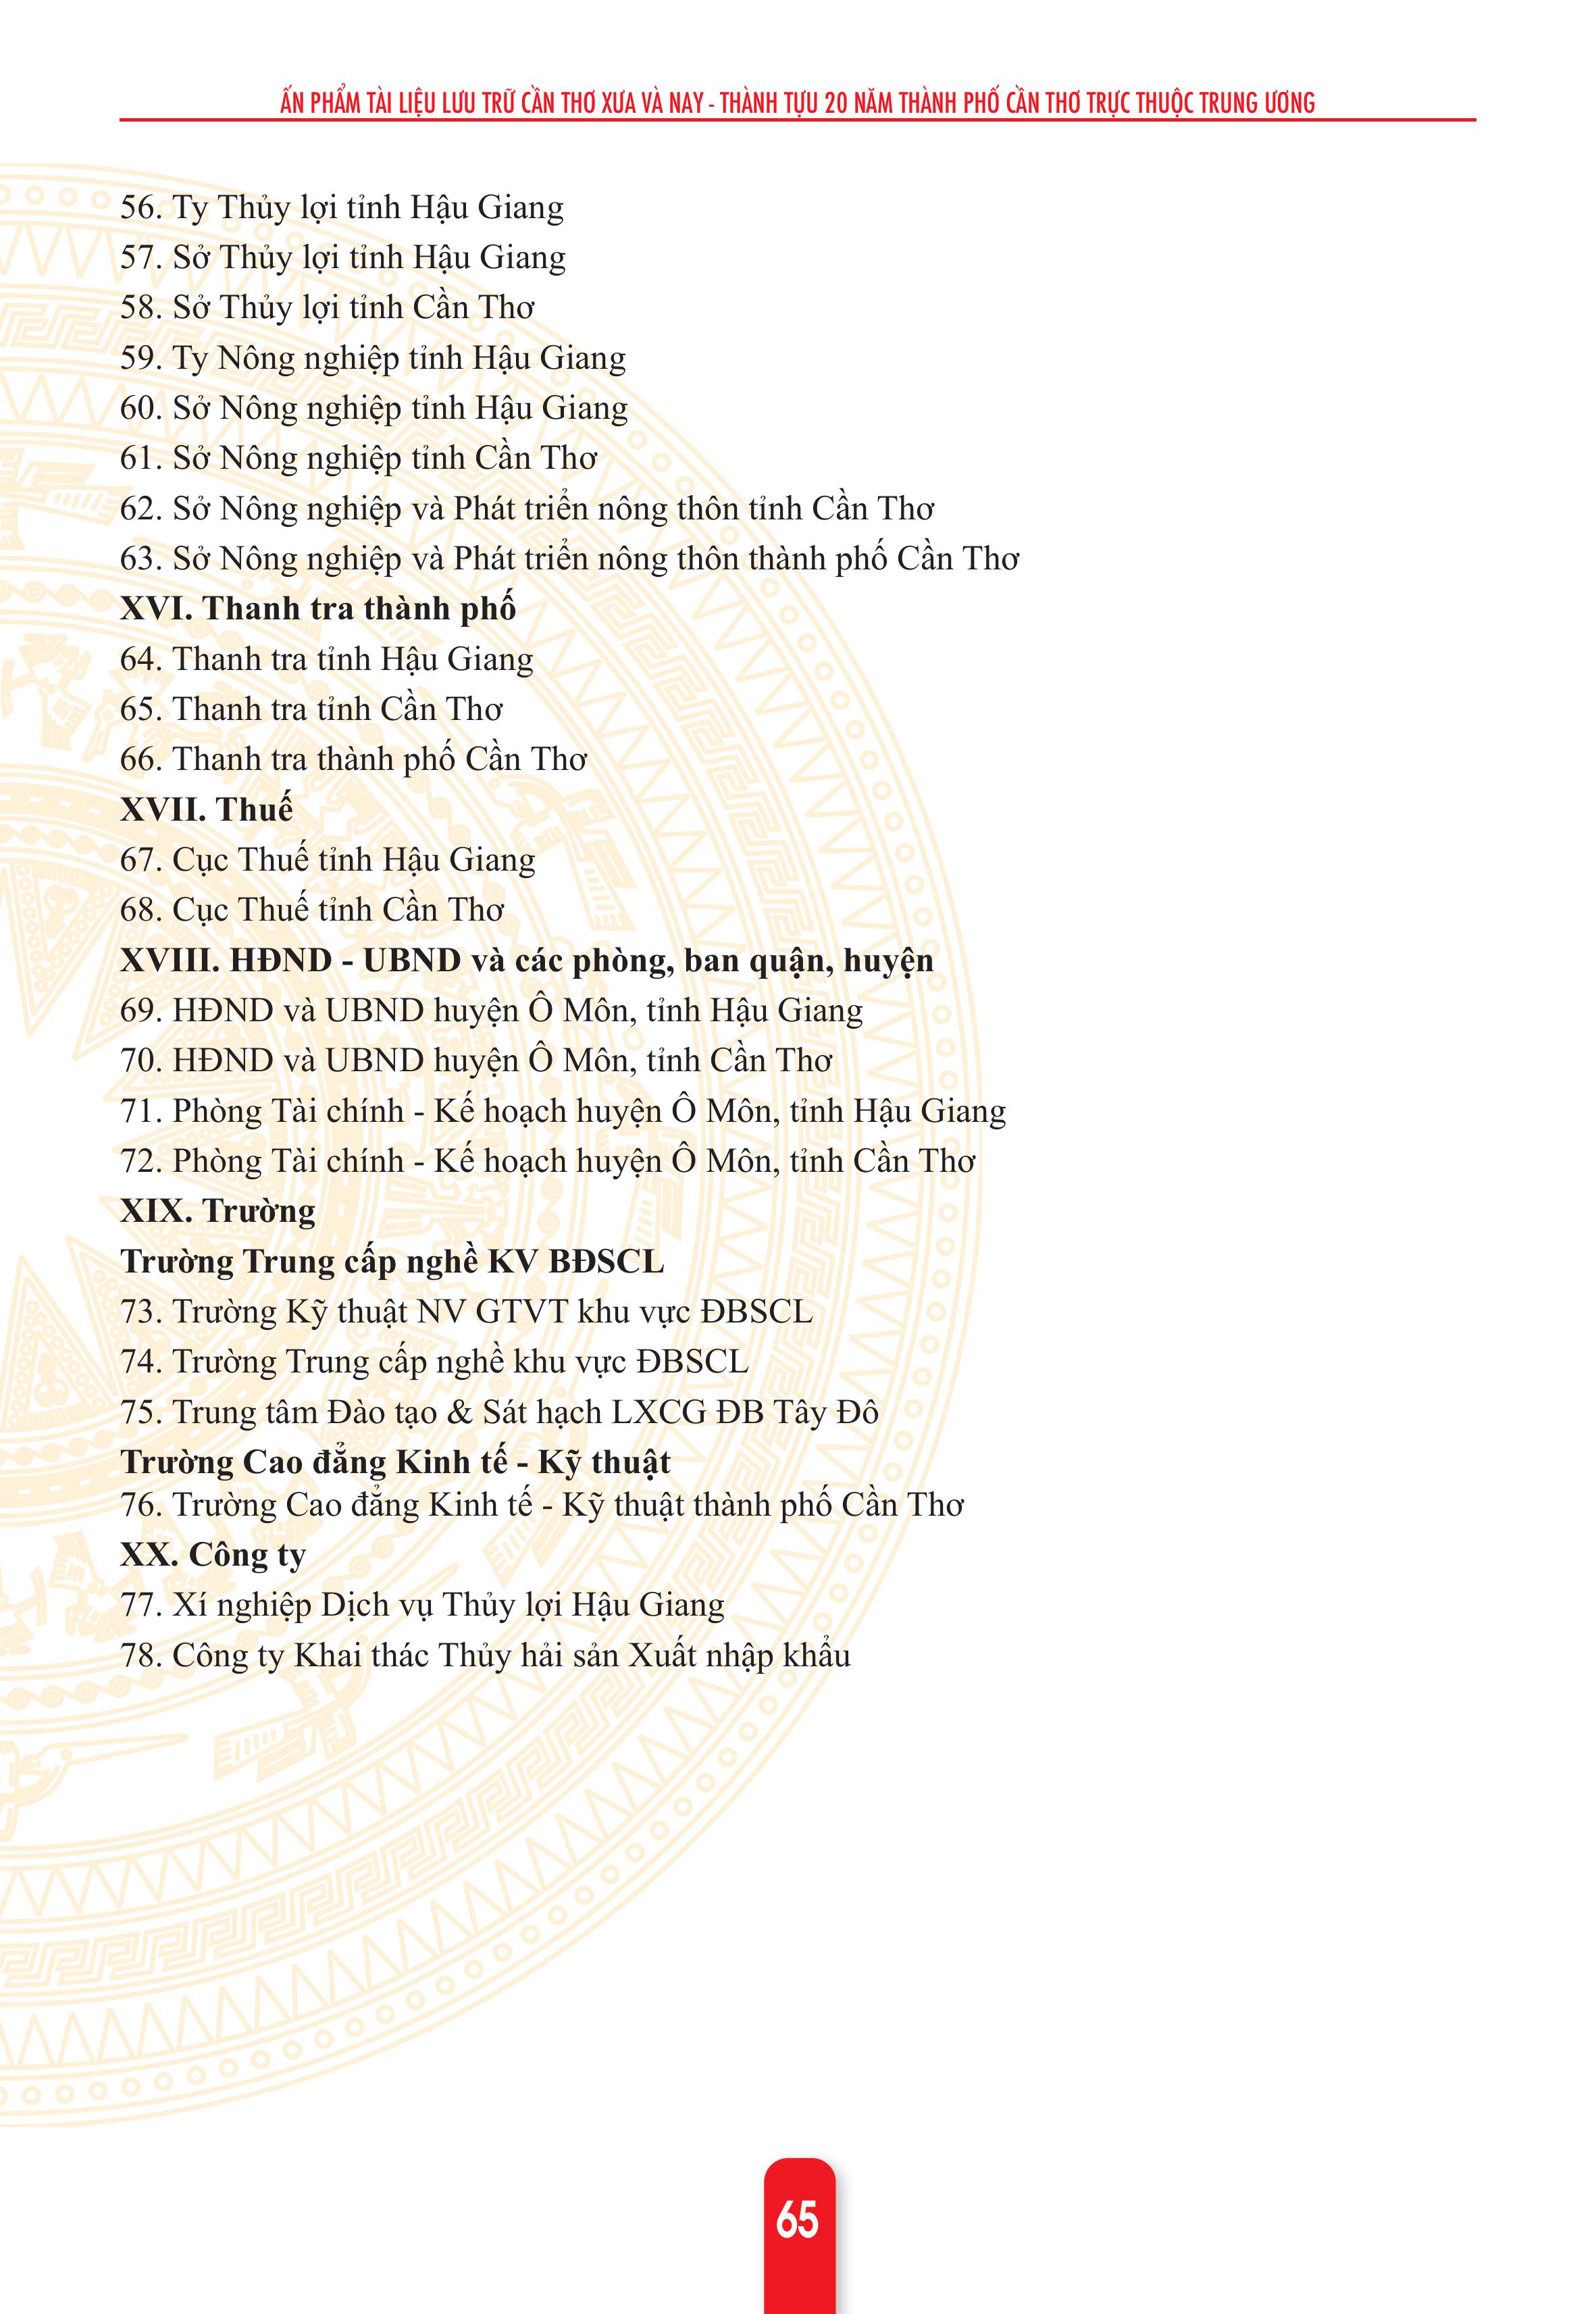 ẤN PHẨM TÀI LIỆU LƯU TRỮ CẦN THƠ XƯA VÀ NAY - THÀNH TỰU 20 NĂM THÀNH PHỐ CẦN THƠ TRỰC THUỘC TRUNG ƯƠNG
56. Ty Thủy lợi tỉnh Hậu Giang
57. Sở Thủy lợi tỉnh Hậu Giang
58. Sở Thủy lợi tỉnh Cần Thơ
59. Ty Nông nghiệp tỉnh Hậu Giang
60. Sở Nông nghiệp tỉnh Hậu Giang
61. Sở Nông nghiệp tỉnh Cần Thơ
62. Sở Nông nghiệp và Phát triển nông thôn tỉnh Cần Thơ
63. Sở Nông nghiệp và Phát triển nông thôn thành phố Cần Thơ
XVI. Thanh tra thành phố
64. Thanh tra tỉnh Hậu Giang
65. Thanh tra tỉnh Cần Thơ
66. Thanh tra thành phố Cần Thơ
XVII. Thuế
67. Cục Thuế tỉnh Hậu Giang
68. Cục Thuế tỉnh Cần Thơ
XVIII. HĐND - UBND và các phòng, ban quận, huyện
69. HĐND và UBND huyện Ô Môn, tỉnh Hậu Giang
70. HĐND và UBND huyện Ô Môn, tỉnh Cần Thơ
71. Phòng Tài chính - Kế hoạch huyện Ô Môn, tỉnh Hậu Giang
72. Phòng Tài chính - Kế hoạch huyện Ô Môn, tỉnh Cần Thơ
XIX. Trường
Trường Trung cấp nghề KV BĐSCL
73. Trường Kỹ thuật NV GTVT khu vực ĐBSCL
74. Trường Trung cấp nghề khu vực ĐBSCL
75. Trung tâm Đào tạo & Sát hạch LXCG ĐB Tây Đô
Trường Cao đẳng Kinh tế - Kỹ thuật
76. Trường Cao đẳng Kinh tế - Kỹ thuật thành phố Cần Thơ
XX. Công ty
77. Xí nghiệp Dịch vụ Thủy lợi Hậu Giang
78. Công ty Khai thác Thủy hải sản Xuất nhập khẩu
65